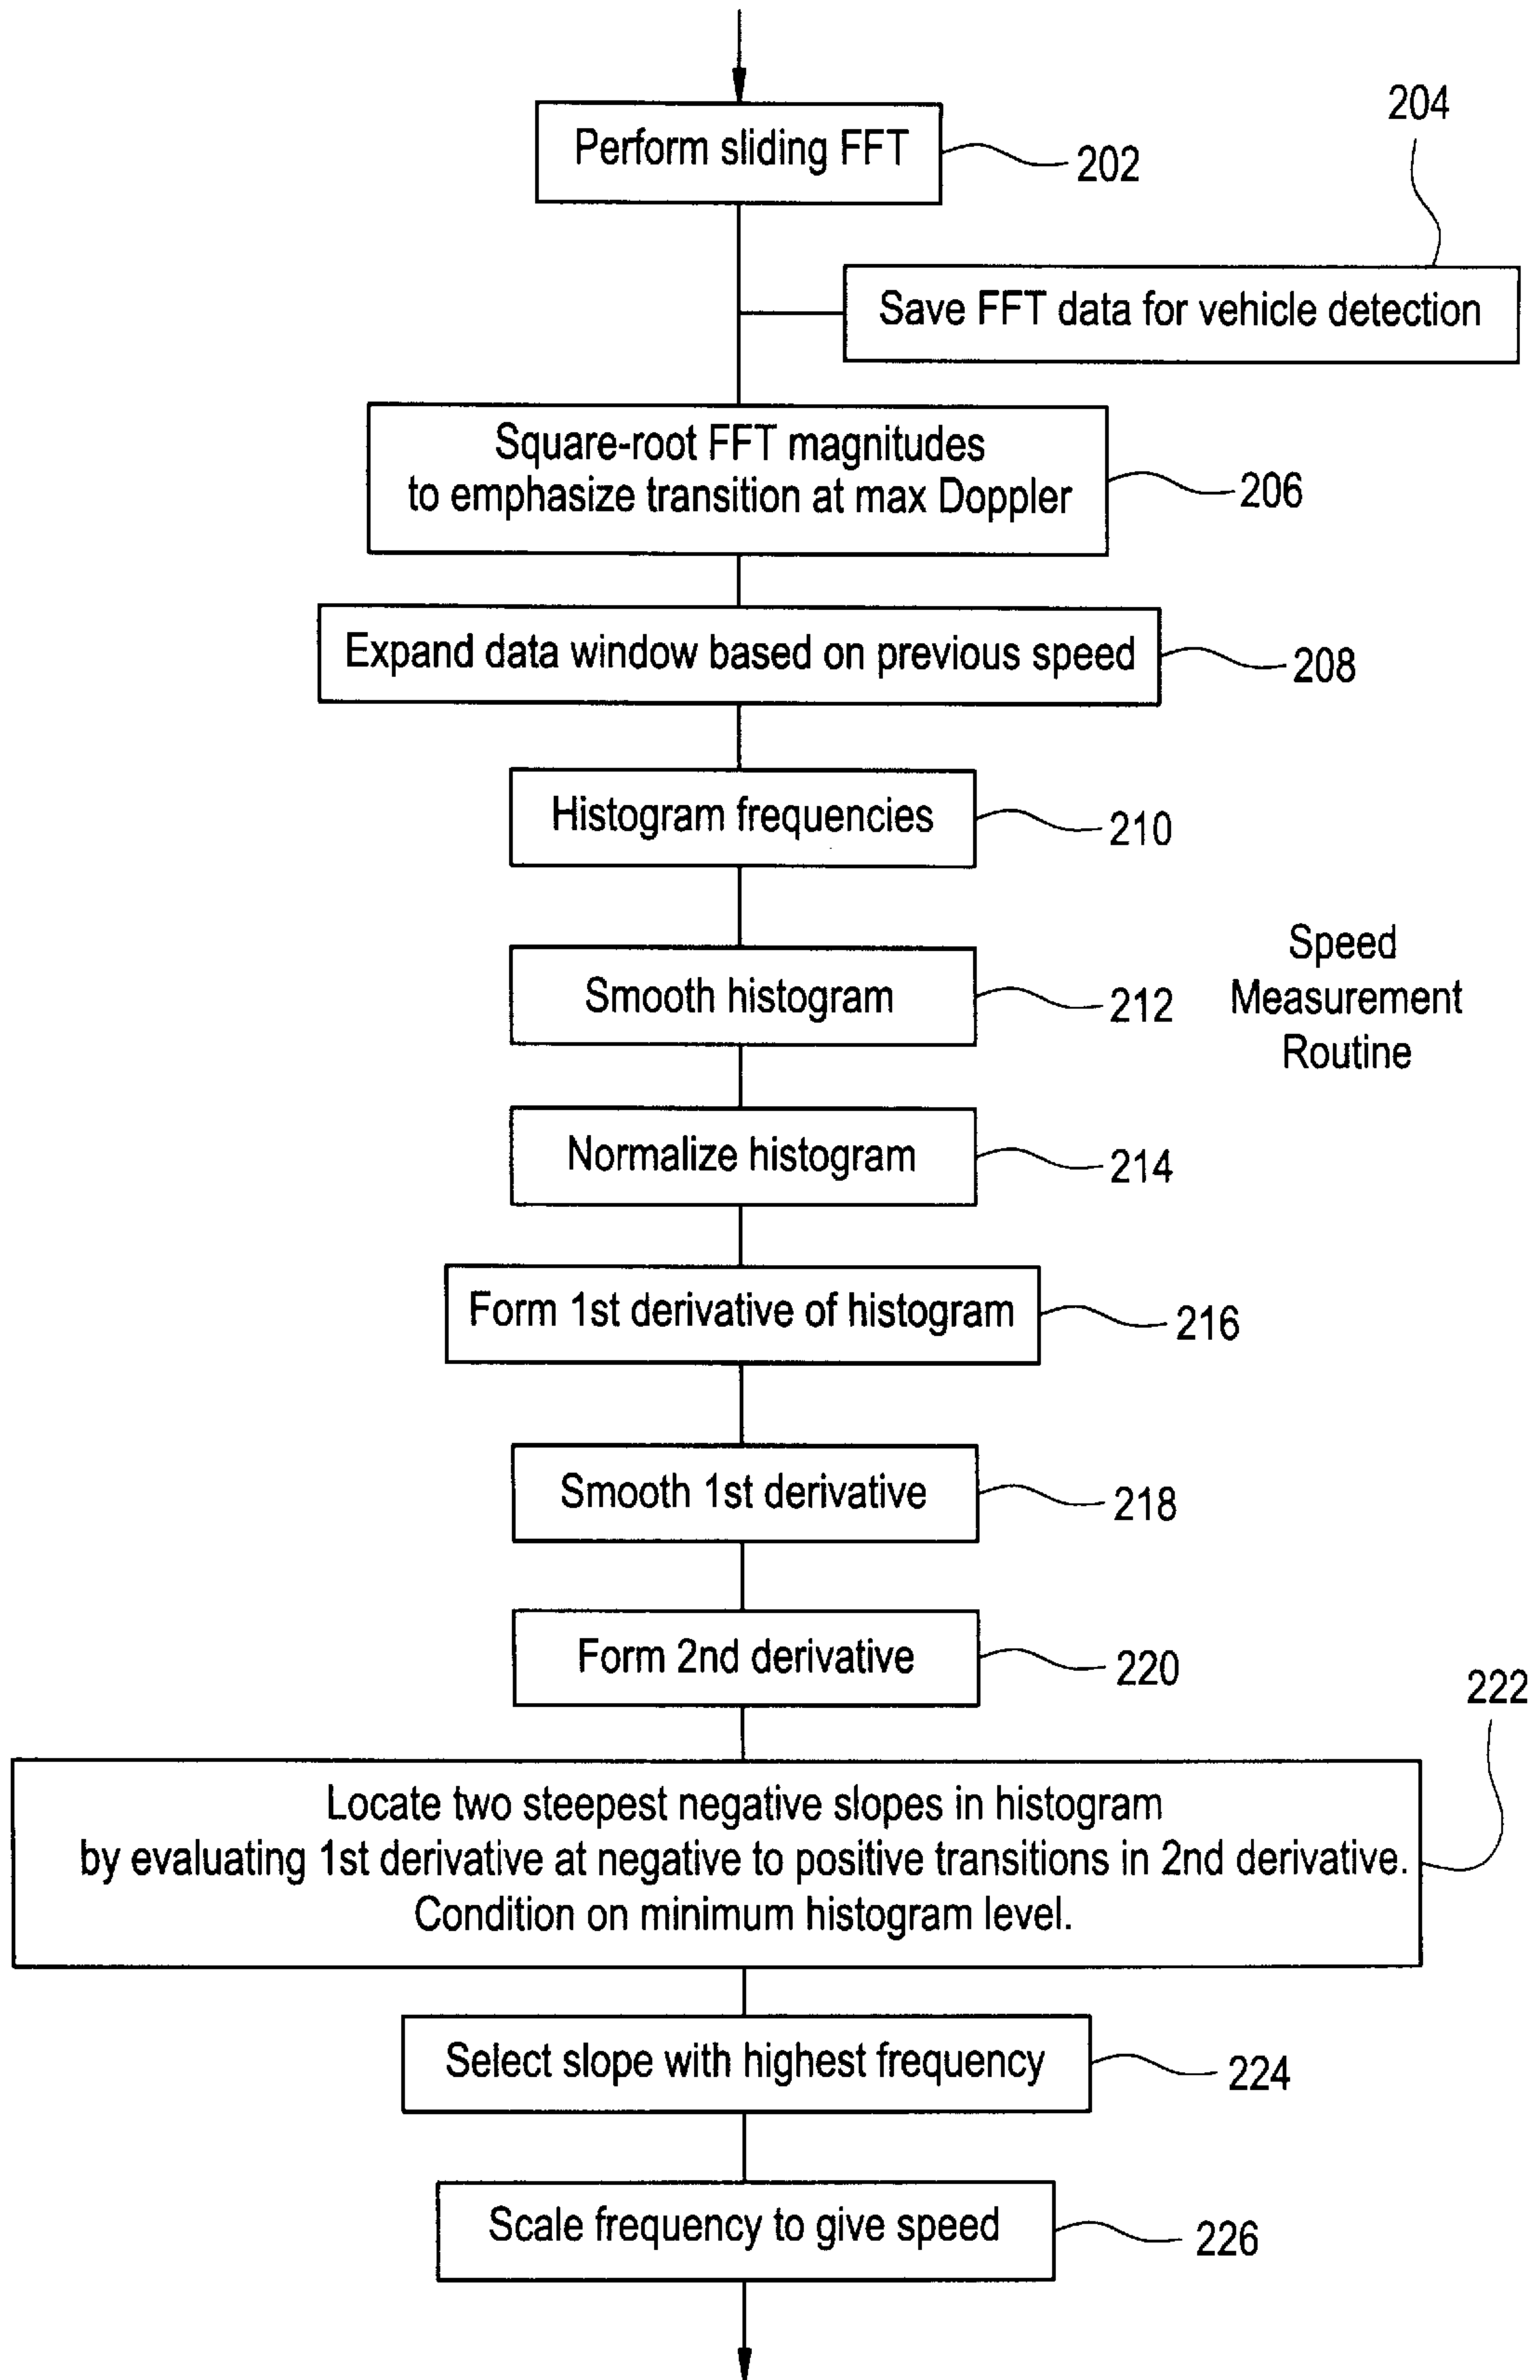 Perform sliding FFT
202
204
Save FFT data for vehicle detection
Square-root FFT magnitudes
to emphasize transition at max Doppler
206
Expand data window based on previous speed
208
Histogram frequencies
210
Smooth histogram
212
Speed
Measurement
Routine
Normalize histogram
214
Form 1st derivative of histogram
216
Smooth 1st derivative
218
Form 2nd derivative
220
222
Locate two steepest negative slopes in histogram
by evaluating 1st derivative at negative to positive transitions in 2nd derivative.
Condition on minimum histogram level.
Select slope with highest frequency
224
Scale frequency to give speed
226